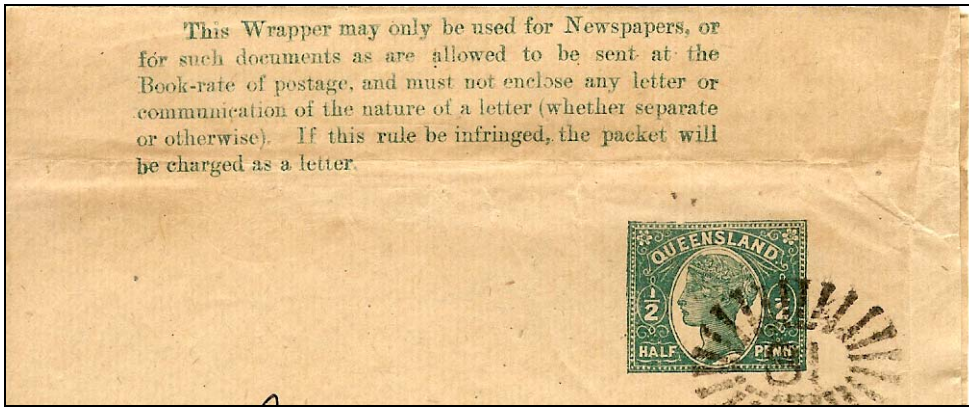 This Wrapper may only be used for Newspapers, or
for such documents as are allowed to be sent at the
Book-rate of postage, and must not enclose any letter or
communication of the nature of a letter (whether separate
or otherwise). If this rule be infringed, the packet will
be charged as a letter.
QUEENSLAND
1/2 1/2
HALF PENNY